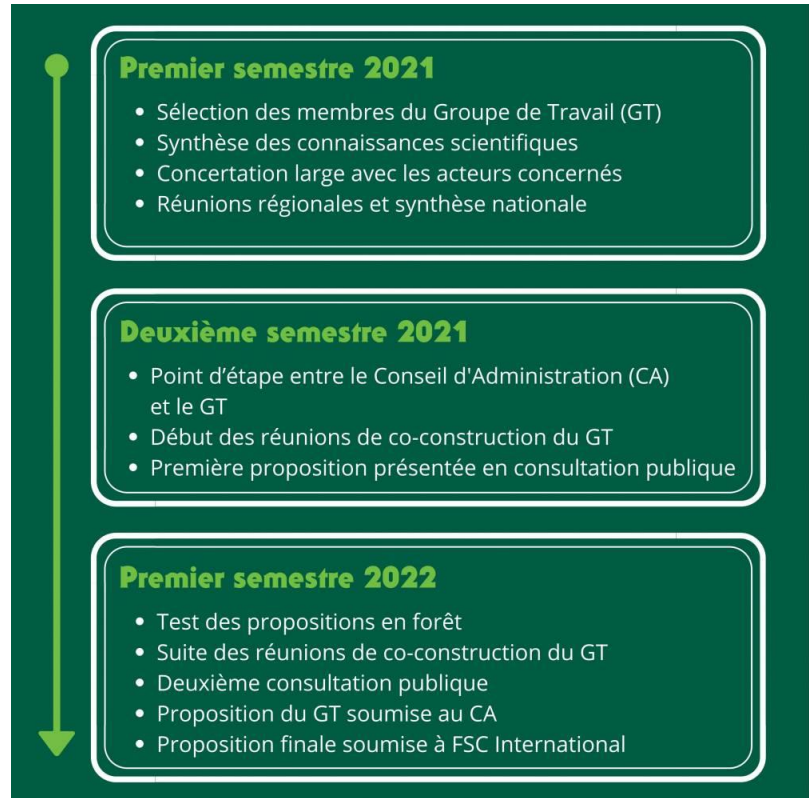 Premier semestre 2021
• Sélection des membres du Groupe de Travail (GT)
• Synthèse des connaissances scientifiques
• Concertation large avec les acteurs concernés
• Réunions régionales et synthèse nationale
Deuxième semestre 2021
• Point d'étape entre le Conseil d'Administration (CA)
et le GT
• Début des réunions de co-construction du GT
• Première proposition présentée en consultation publique
Premier semestre 2022
• Test des propositions en forêt
• Suite des réunions de co-construction du GT
• Deuxième consultation publique
• Proposition du GT soumise au CA
• Proposition finale soumise à FSC International